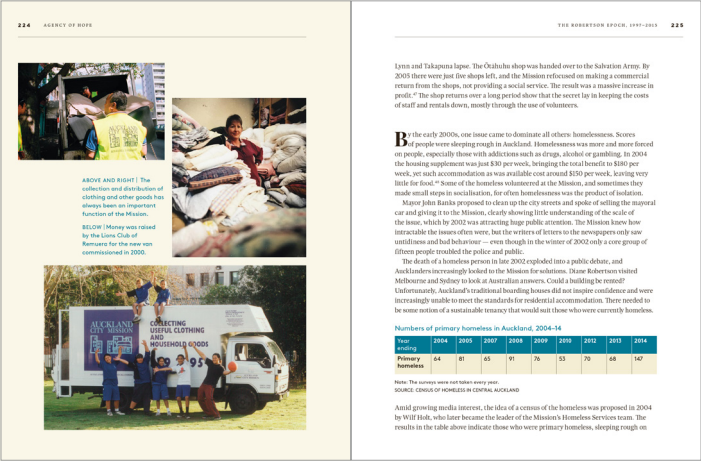 224 AGENCY OF HOPE
ABOVE AND RIGHT | The
collection and distribution of
clothing and other goods has
always been an important
function of the Mission.
BELOW | Money was raised
by the Lions Club of
Remuera for the new van
commissioned in 2000.
AUCKLAND
CITY MISSION
COLLECTING
USEFUL CLOTHING
AND
HOUSEHOLD GOODS
THE ROBERTSON EPOCH, 1997–2015 225
Lynn and Takapuna lapse. The Ōtāhuhu shop was handed over to the Salvation Army. By
2005 there were just five shops left, and the Mission refocused on making a commercial
return from the shops, not providing a social service. The result was a massive increase in
profit.⁴⁷ The shop returns over a long period show that the secret lay in keeping the costs
of staff and rentals down, mostly through the use of volunteers.
By the early 2000s, one issue came to dominate all others: homelessness. Scores
of people were sleeping rough in Auckland. Homelessness was more and more forced
on people, especially those with addictions such as drugs, alcohol or gambling. In 2004
the housing supplement was just $30 per week, bringing the total benefit to $180 per
week, yet such accommodation as was available cost around $150 per week, leaving very
little for food.⁴⁸ Some of the homeless volunteered at the Mission, and sometimes they
made small steps in socialisation, for often homelessness was the product of isolation.
Mayor John Banks proposed to clean up the city streets and spoke of selling the mayoral
car and giving it to the Mission, clearly showing little understanding of the scale of
the issue, which by 2002 was attracting huge public attention. The Mission knew how
intractable the issues often were, but the writers of letters to the newspapers only saw
untidiness and bad behaviour — even though in the winter of 2002 only a core group of
fifteen people troubled the police and public.
The death of a homeless person in late 2002 exploded into a public debate, and
Aucklanders increasingly looked to the Mission for solutions. Diane Robertson visited
Melbourne and Sydney to look at Australian answers. Could a building be rented?
Unfortunately, Auckland's traditional boarding houses did not inspire confidence and were
increasingly unable to meet the standards for residential accommodation. There needed to
be some notion of a sustainable tenancy that would suit those who were currently homeless.
Numbers of primary homeless in Auckland, 2004–14
Year ending 2004 2005 2007 2008 2009 2010 2012 2013 2014
Primary homeless 64 81 65 91 76 53 70 68 147
Note: The surveys were not taken every year.
SOURCE: CENSUS OF HOMELESS IN CENTRAL AUCKLAND
Amid growing media interest, the idea of a census of the homeless was proposed in 2004
by Wilf Holt, who later became the leader of the Mission's Homeless Services team. The
results in the table above indicate those who were primary homeless, sleeping rough on